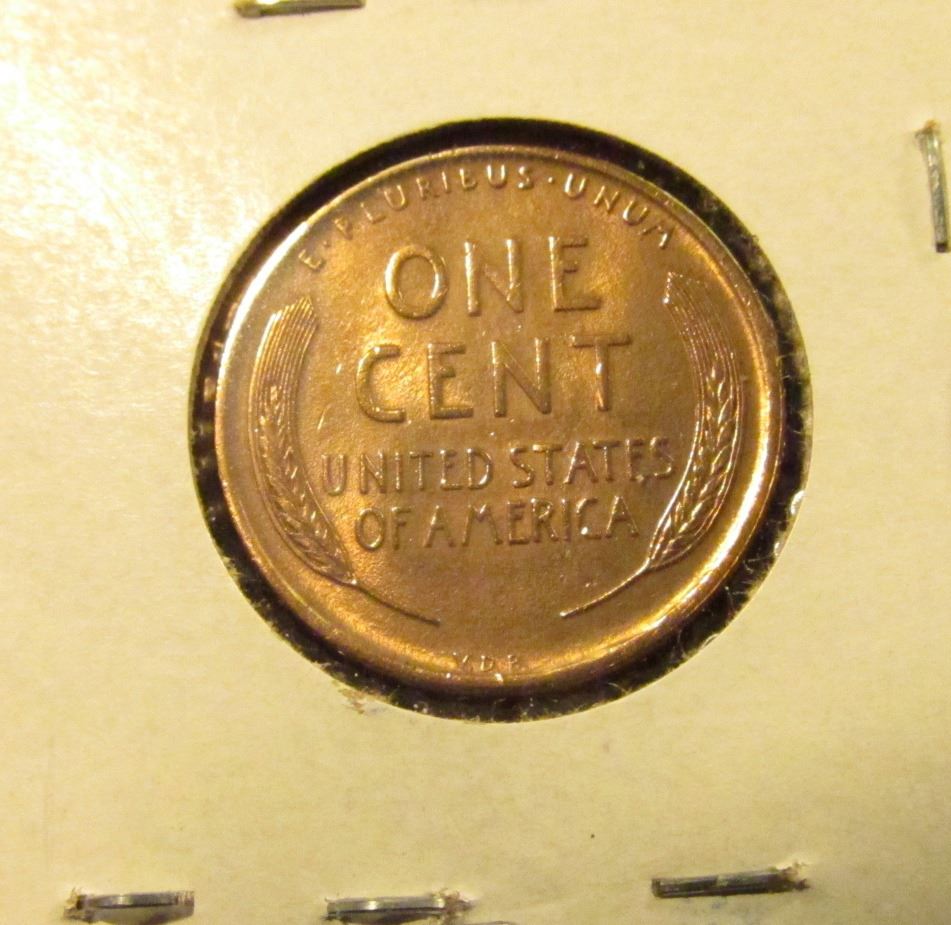 E·PLURIBUS·UNUM
ONE
CENT
UNITED STATES
OF AMERICA
V.D.B.